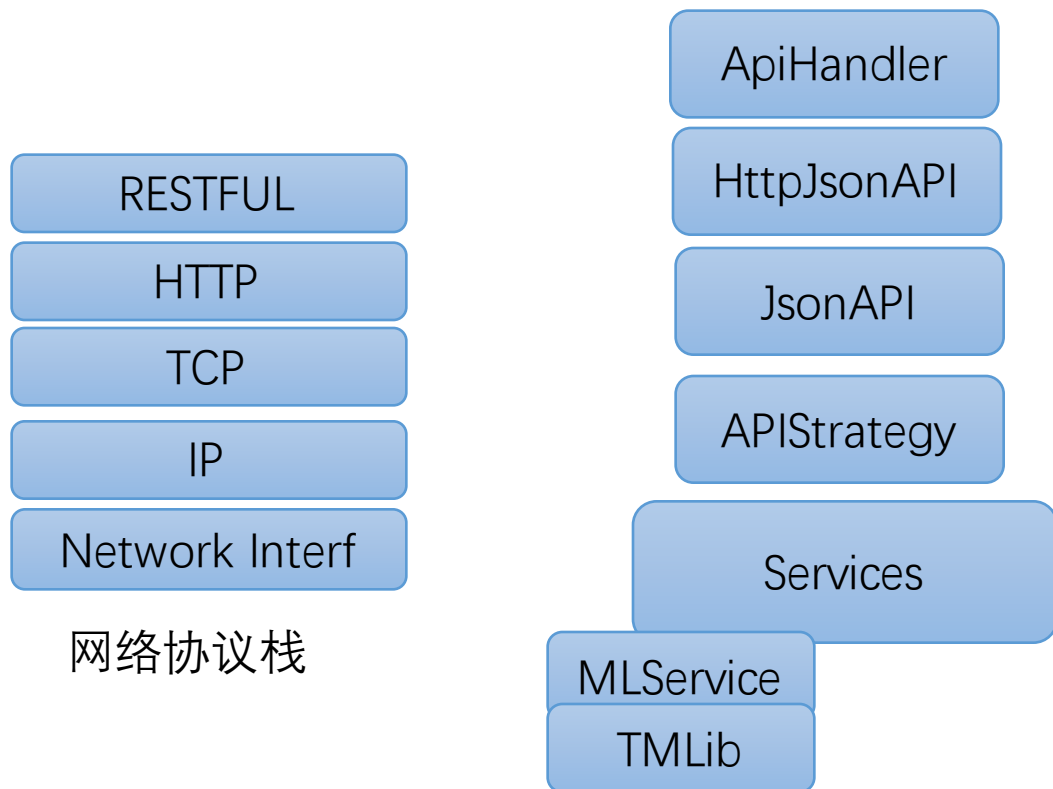 RESTFUL
HTTP
TCP
IP
Network Interf
网络协议栈
ApiHandler
HttpJsonAPI
JsonAPI
APIStrategy
Services
MLService
TMLib